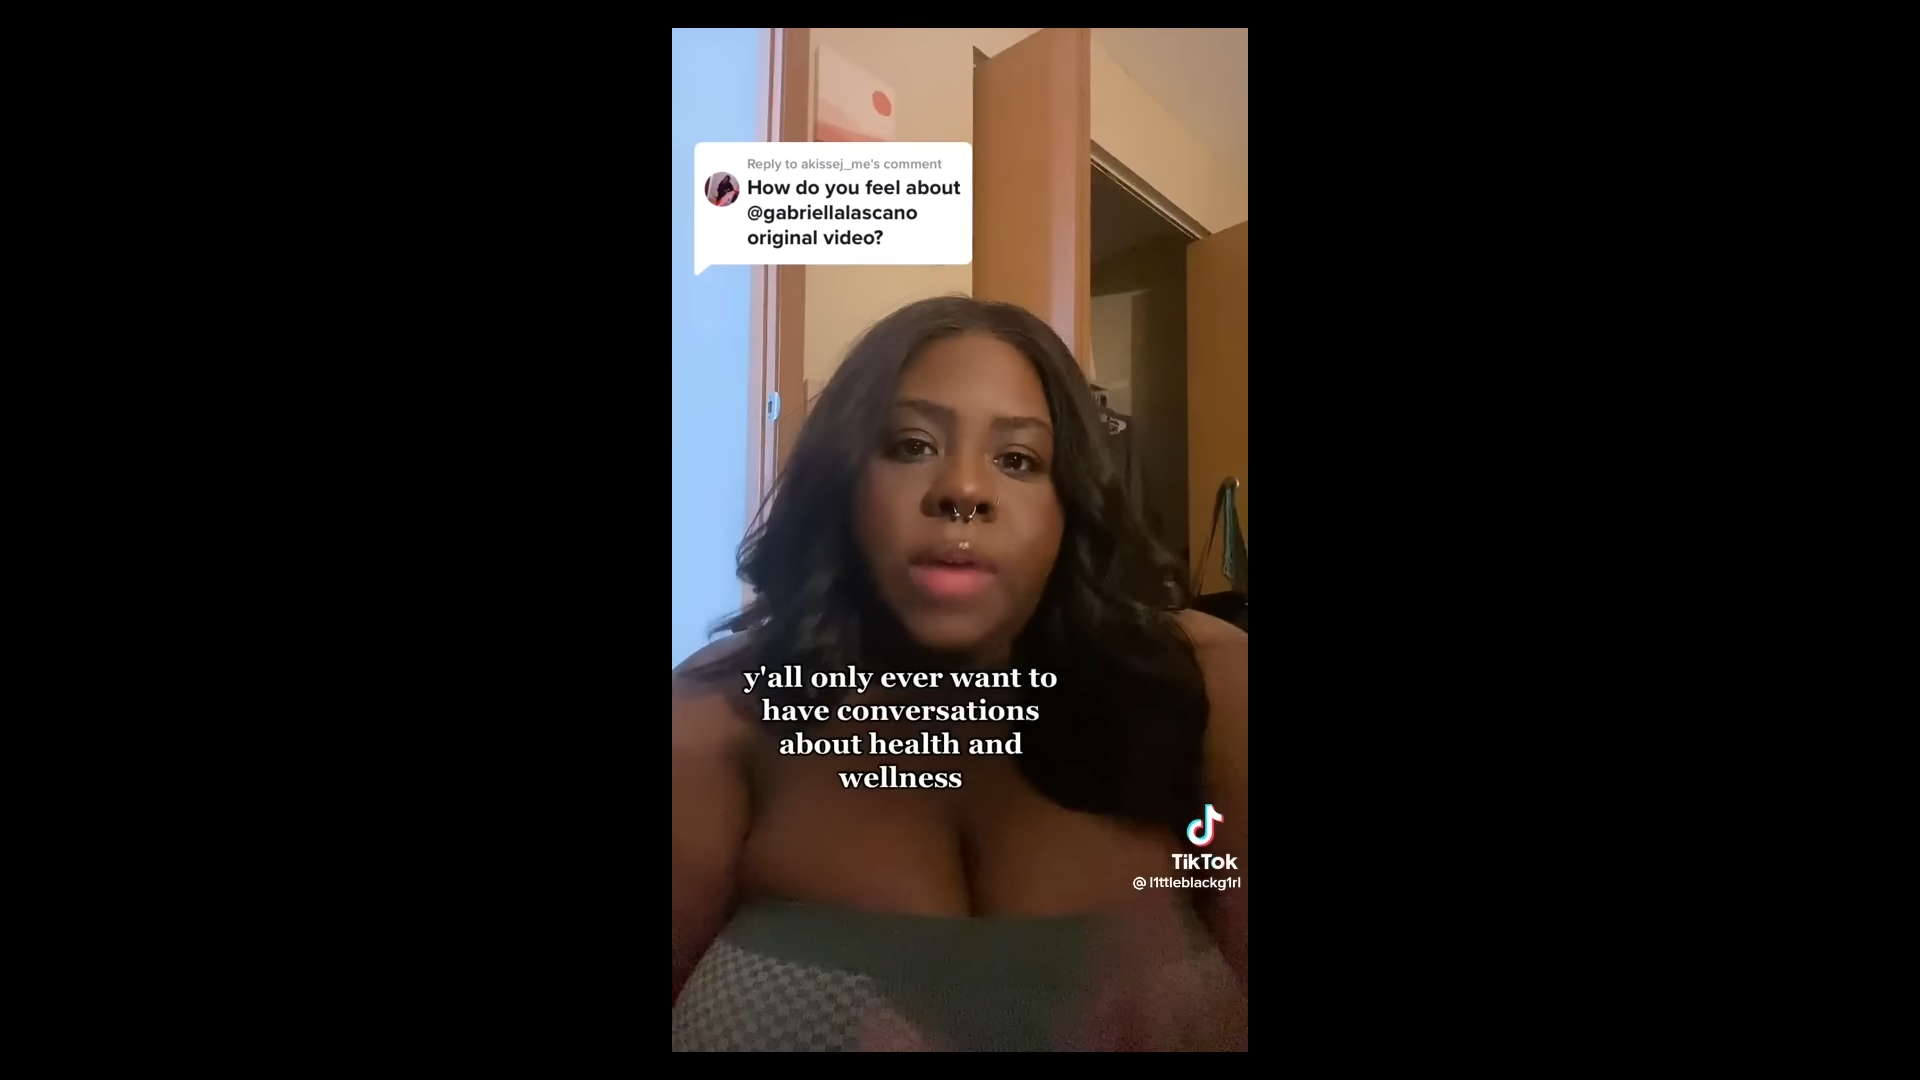 Reply to akissej_me's comment
How do you feel about
@gabriellalascano
original video?
y'all only ever want to
have conversations
about health and
wellness
TikTok
@l1ttleblackg1rl